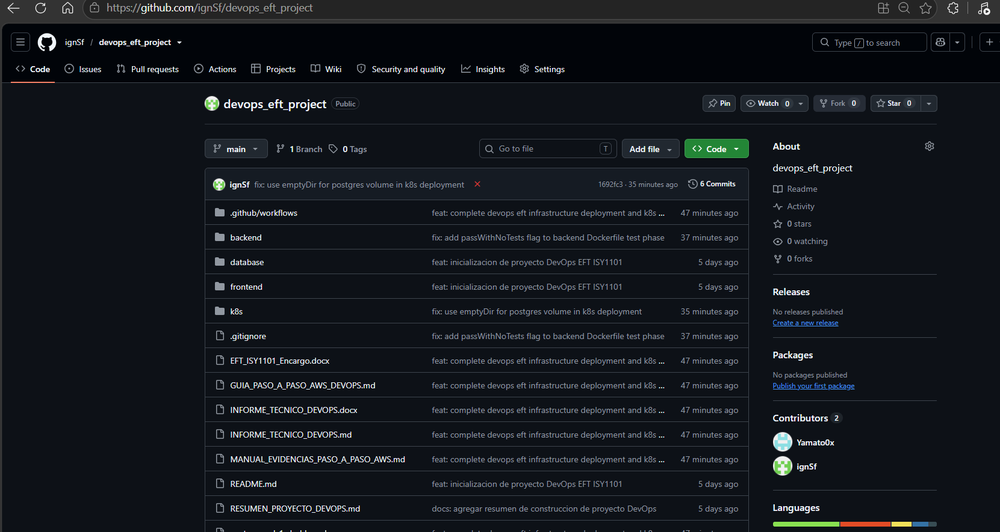 https://github.com/ignSf/devops_eft_project
ignSf / devops_eft_project
Type / to search
Code Issues Pull requests Actions Projects Wiki Security and quality Insights Settings
devops_eft_project Public
Pin Watch 0 Fork 0 Star 0
main 1 Branch 0 Tags Go to file T Add file Code
ignSf fix: use emptyDir for postgres volume in k8s deployment 1692fc3 · 35 minutes ago 6 Commits
.github/workflows feat: complete devops eft infrastructure deployment and k8s ... 47 minutes ago
backend fix: add passWithNoTests flag to backend Dockerfile test phase 37 minutes ago
database feat: inicializacion de proyecto DevOps EFT ISY1101 5 days ago
frontend feat: inicializacion de proyecto DevOps EFT ISY1101 5 days ago
k8s fix: use emptyDir for postgres volume in k8s deployment 35 minutes ago
.gitignore fix: add passWithNoTests flag to backend Dockerfile test phase 37 minutes ago
EFT_ISY1101_Encargo.docx feat: complete devops eft infrastructure deployment and k8s ... 47 minutes ago
GUIA_PASO_A_PASO_AWS_DEVOPS.md feat: complete devops eft infrastructure deployment and k8s ... 47 minutes ago
INFORME_TECNICO_DEVOPS.docx feat: complete devops eft infrastructure deployment and k8s ... 47 minutes ago
INFORME_TECNICO_DEVOPS.md feat: complete devops eft infrastructure deployment and k8s ... 47 minutes ago
MANUAL_EVIDENCIAS_PASO_A_PASO_AWS.md feat: complete devops eft infrastructure deployment and k8s ... 47 minutes ago
README.md feat: inicializacion de proyecto DevOps EFT ISY1101 5 days ago
RESUMEN_PROYECTO_DEVOPS.md docs: agregar resumen de construccion de proyecto DevOps 5 days ago
About
devops_eft_project
Readme
Activity
0 stars
0 watching
0 forks
Releases
No releases published
Create a new release
Packages
No packages published
Publish your first package
Contributors 2
Yamato0x
ignSf
Languages